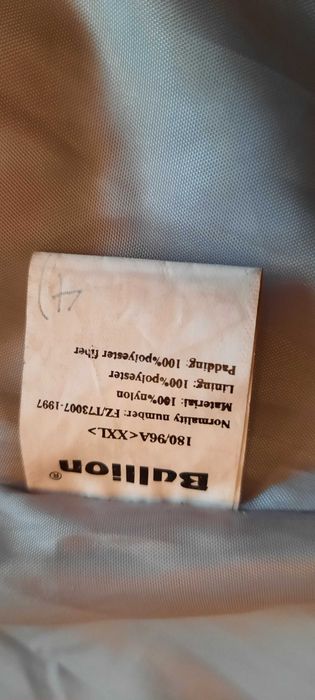 Bullion®
180/96A<XXL>
Normality number: FZ/T73007-1997
Material: 100%nylon
Lining: 100%polyester
Padding: 100%polyester fiber